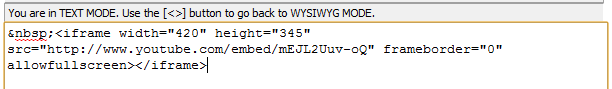 You are in TEXT MODE. Use the [<>] button to go back to WYSIWYG MODE.
&nbsp;<iframe width="420" height="345"
src="http://www.youtube.com/embed/mEJL2Uuv-oQ" frameborder="0"
allowfullscreen></iframe>